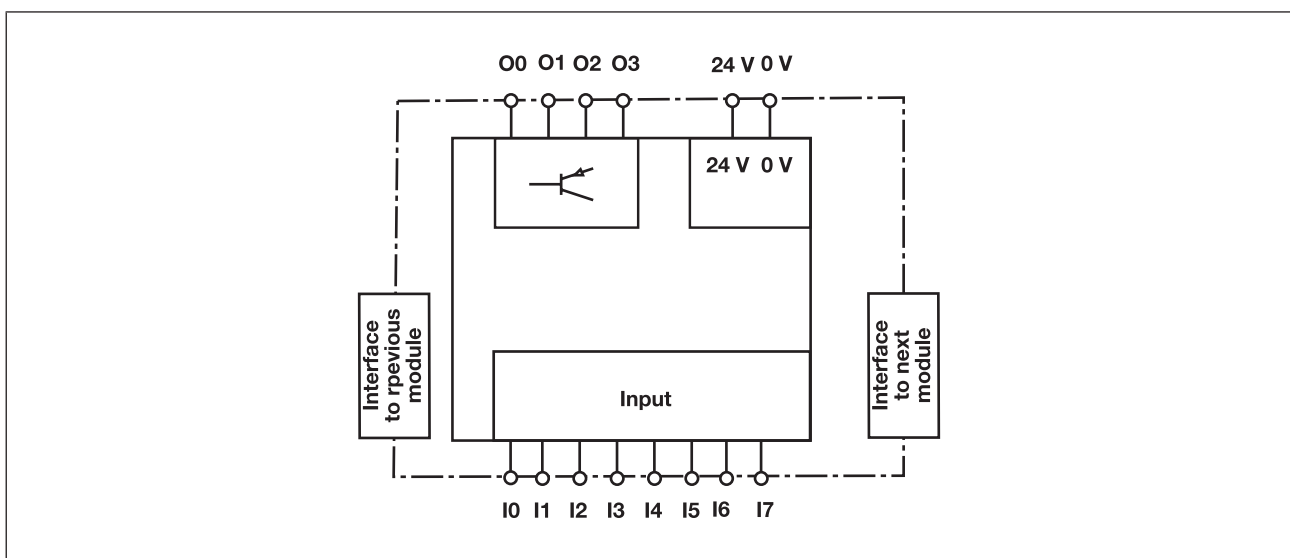 O0 O1 O2 O3 24 V 0 V
24 V 0 V
Interface
to rpevious
module
Interface
to next
module
Input
I0 I1 I2 I3 I4 I5 I6 I7